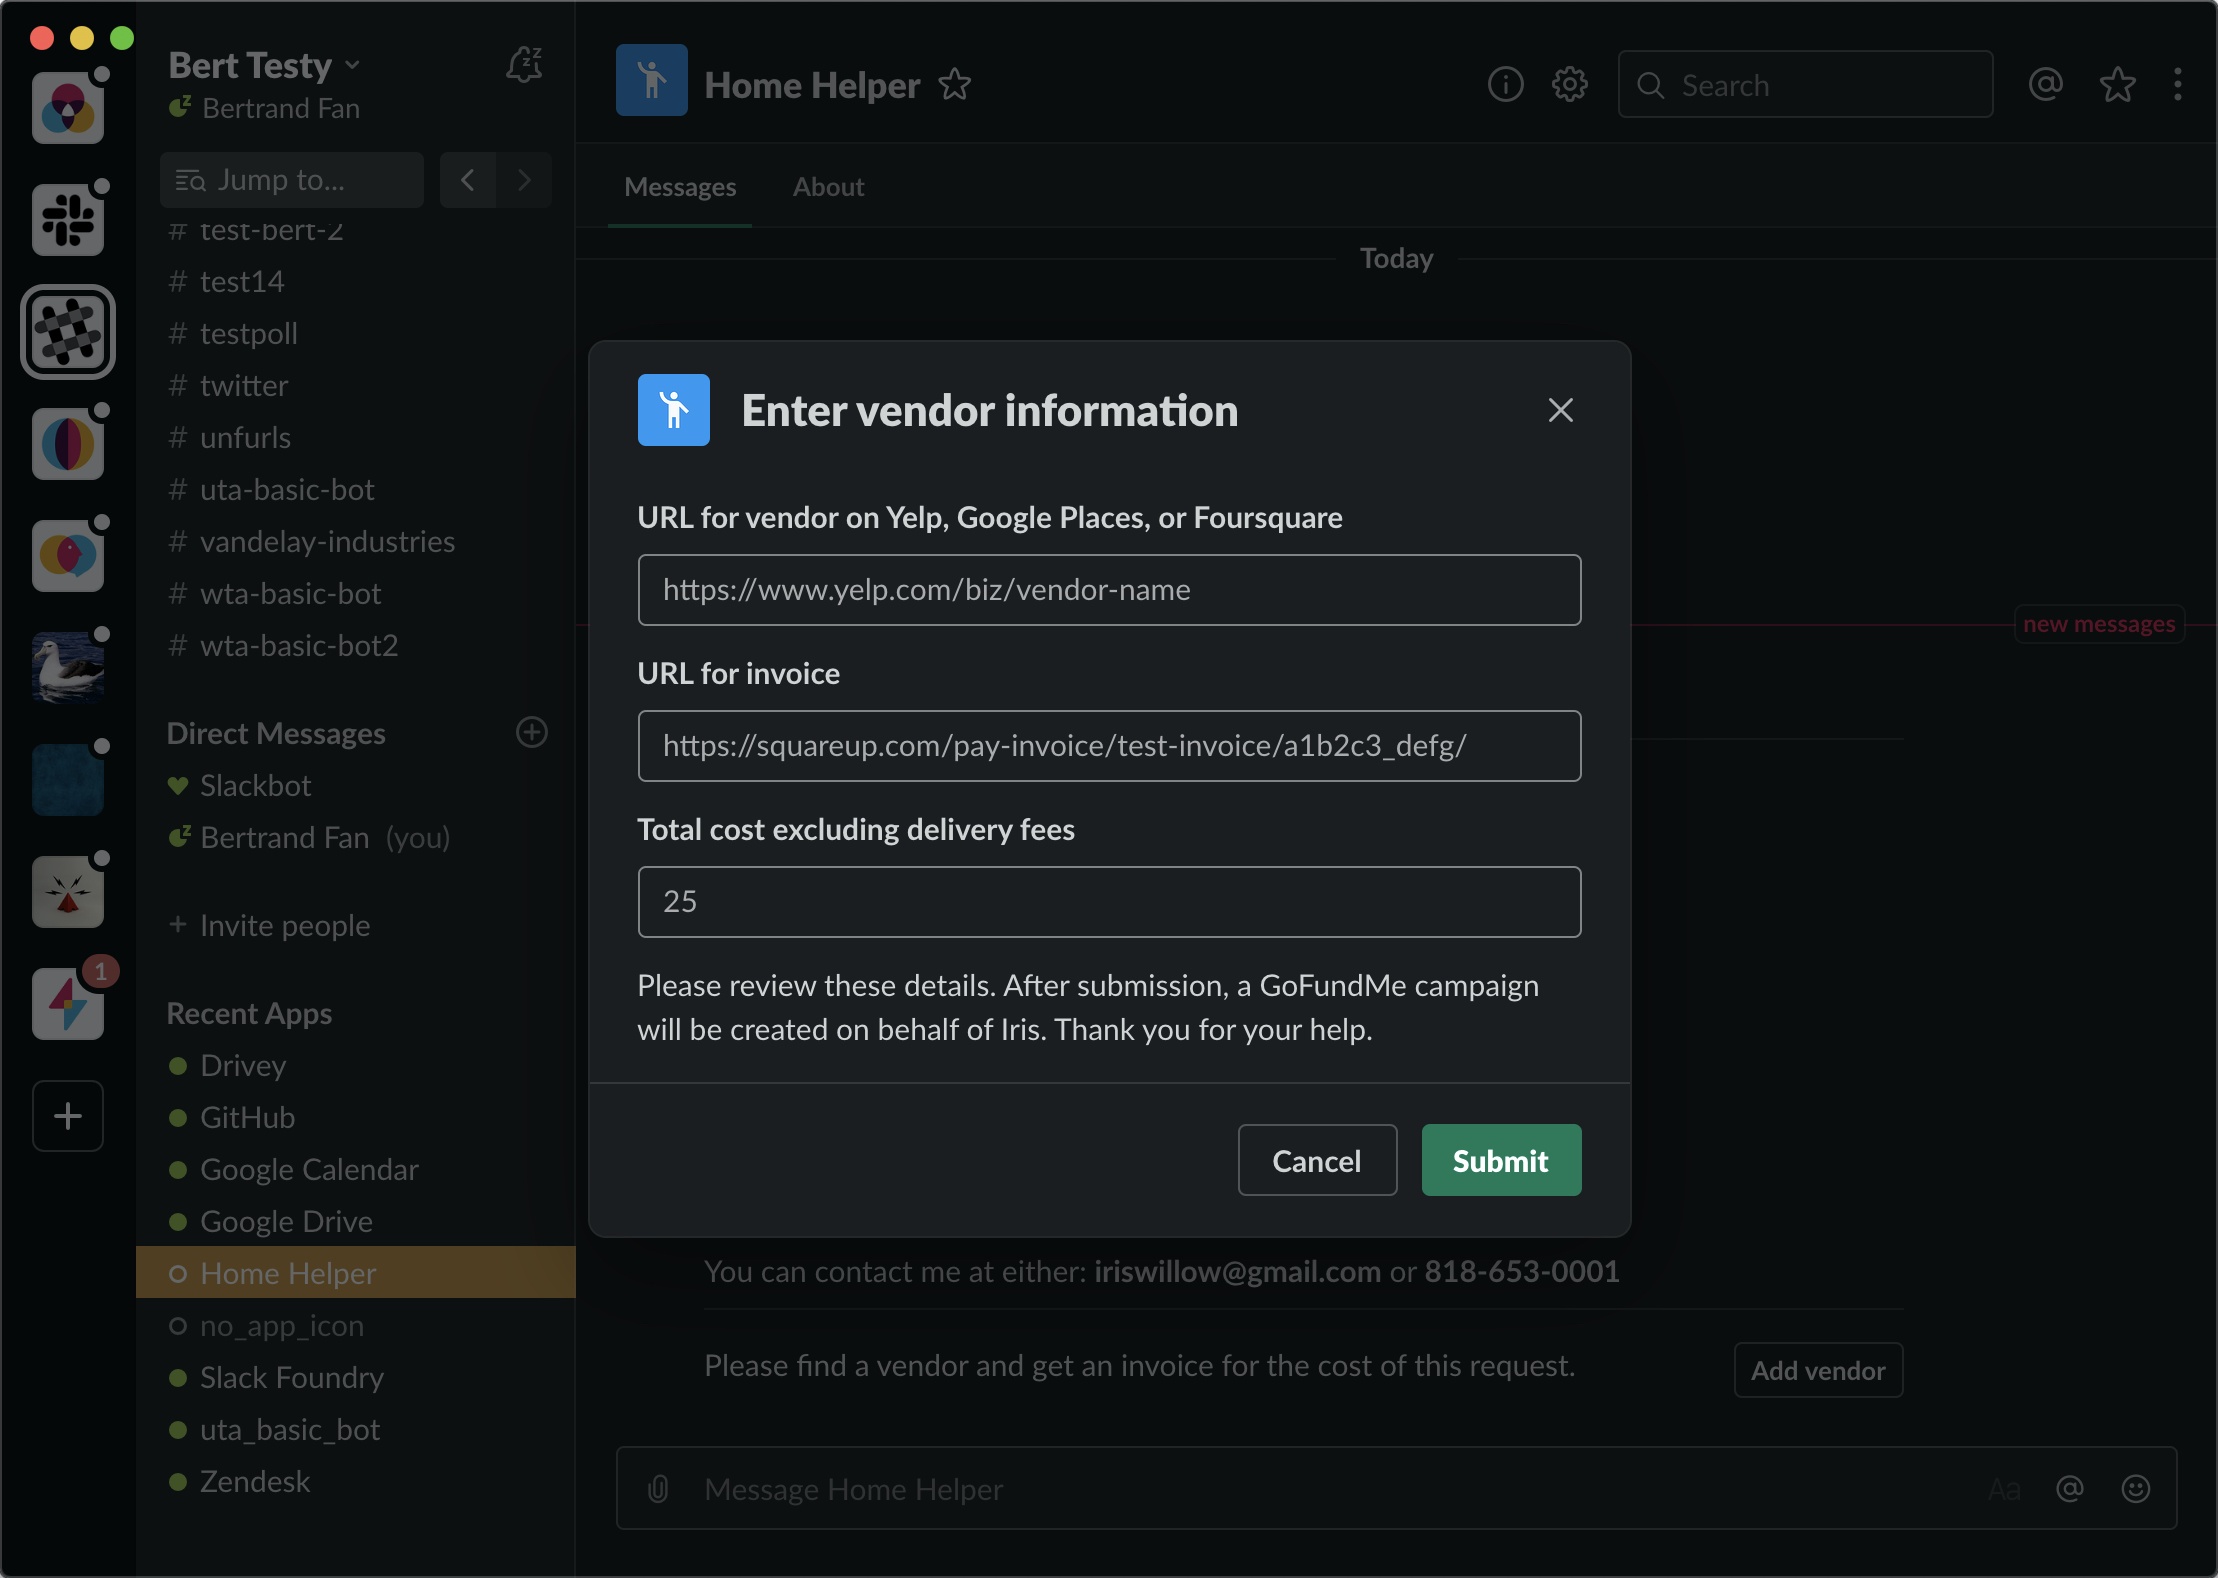 Bert Testy
Bertrand Fan
Jump to...
# test-bert-2
# test14
# testpoll
# twitter
# unfurls
# uta-basic-bot
# vandelay-industries
# wta-basic-bot
# wta-basic-bot2
Direct Messages
Slackbot
Bertrand Fan (you)
+ Invite people
Recent Apps
Drivey
GitHub
Google Calendar
Google Drive
Home Helper
no_app_icon
Slack Foundry
uta_basic_bot
Zendesk
1
Home Helper
Search
Messages
About
Today
new messages
Enter vendor information
URL for vendor on Yelp, Google Places, or Foursquare
https://www.yelp.com/biz/vendor-name
URL for invoice
https://squareup.com/pay-invoice/test-invoice/a1b2c3_defg/
Total cost excluding delivery fees
25
Please review these details. After submission, a GoFundMe campaign
will be created on behalf of Iris. Thank you for your help.
Cancel
Submit
You can contact me at either: iriswillow@gmail.com or 818-653-0001
Please find a vendor and get an invoice for the cost of this request.
Add vendor
Message Home Helper
Aa